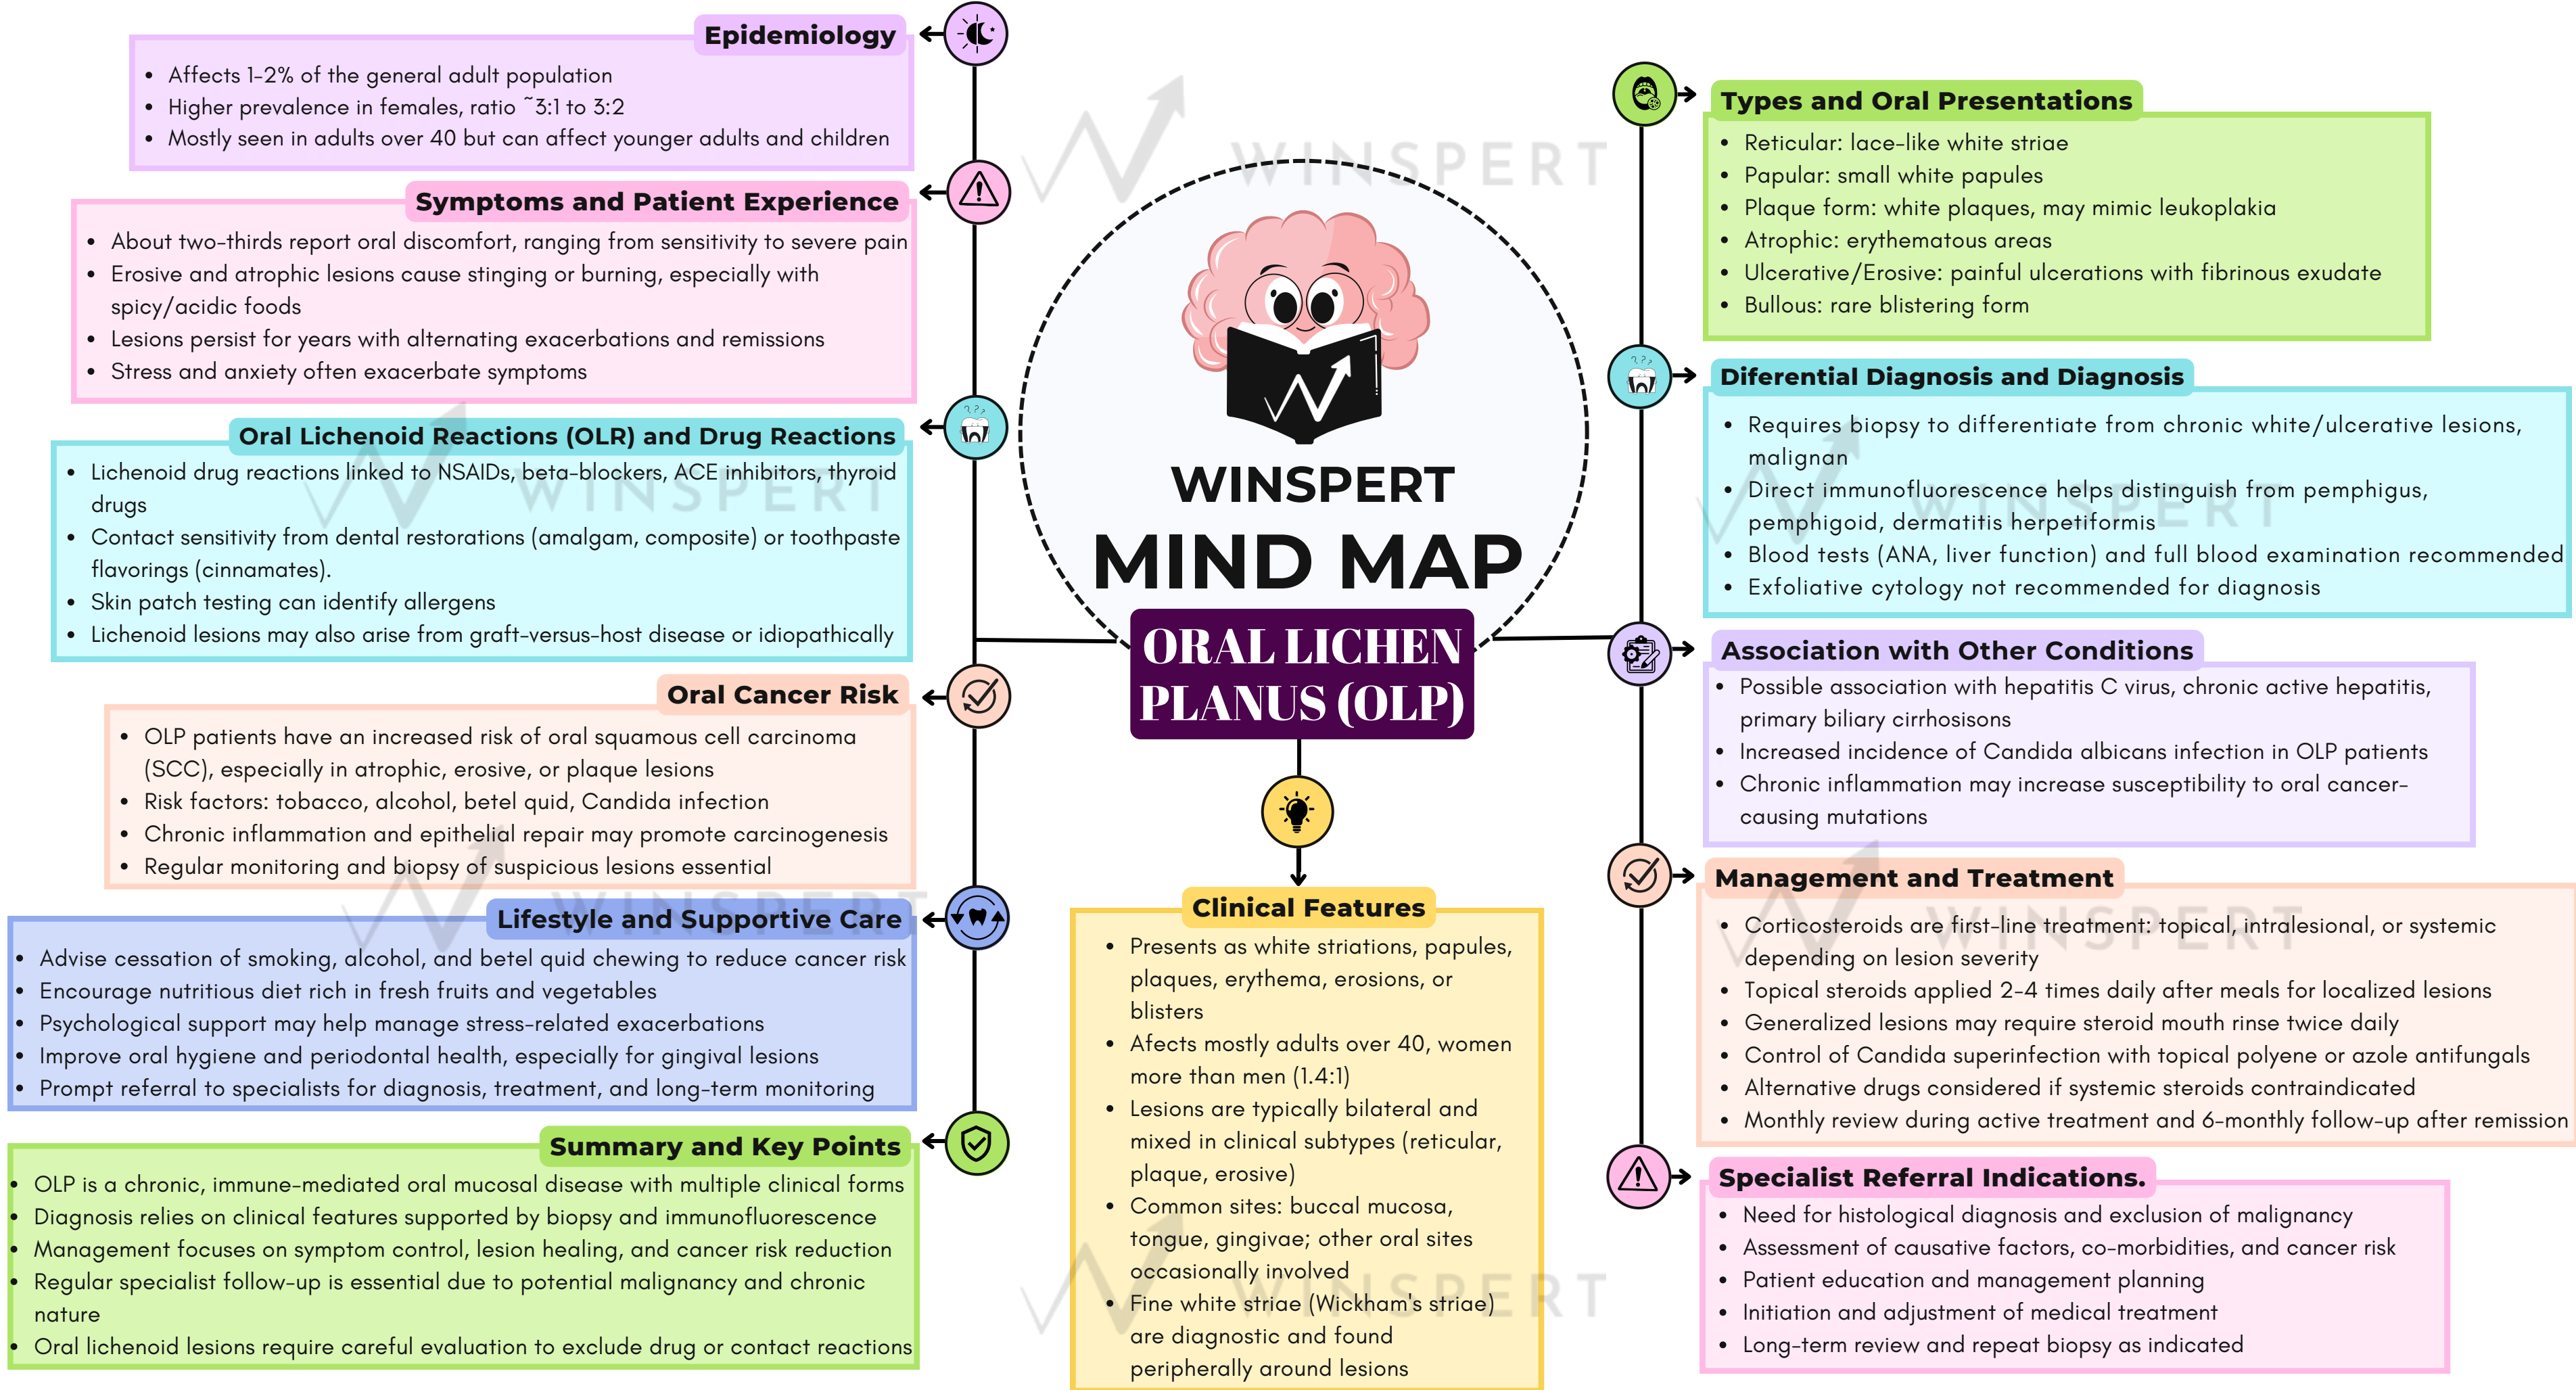 Epidemiology
• Affects 1-2% of the general adult population
• Higher prevalence in females, ratio ~3:1 to 3:2
• Mostly seen in adults over 40 but can affect younger adults and children
Symptoms and Patient Experience
• About two-thirds report oral discomfort, ranging from sensitivity to severe pain
• Erosive and atrophic lesions cause stinging or burning, especially with
spicy/acidic foods
• Lesions persist for years with alternating exacerbations and remissions
• Stress and anxiety often exacerbate symptoms
Oral Lichenoid Reactions (OLR) and Drug Reactions
• Lichenoid drug reactions linked to NSAIDs, beta-blockers, ACE inhibitors, thyroid
drugs
• Contact sensitivity from dental restorations (amalgam, composite) or toothpaste
flavorings (cinnamates).
• Skin patch testing can identify allergens
• Lichenoid lesions may also arise from graft-versus-host disease or idiopathically
Oral Cancer Risk
• OLP patients have an increased risk of oral squamous cell carcinoma
(SCC), especially in atrophic, erosive, or plaque lesions
• Risk factors: tobacco, alcohol, betel quid, Candida infection
• Chronic inflammation and epithelial repair may promote carcinogenesis
• Regular monitoring and biopsy of suspicious lesions essential
Lifestyle and Supportive Care
• Advise cessation of smoking, alcohol, and betel quid chewing to reduce cancer risk
• Encourage nutritious diet rich in fresh fruits and vegetables
• Psychological support may help manage stress-related exacerbations
• Improve oral hygiene and periodontal health, especially for gingival lesions
• Prompt referral to specialists for diagnosis, treatment, and long-term monitoring
Summary and Key Points
• OLP is a chronic, immune-mediated oral mucosal disease with multiple clinical forms
• Diagnosis relies on clinical features supported by biopsy and immunofluorescence
• Management focuses on symptom control, lesion healing, and cancer risk reduction
• Regular specialist follow-up is essential due to potential malignancy and chronic
nature
• Oral lichenoid lesions require careful evaluation to exclude drug or contact reactions
WINSPERT
WINSPERT
MIND MAP
ORAL LICHEN
PLANUS (OLP)
Clinical Features
• Presents as white striations, papules,
plaques, erythema, erosions, or
blisters
• Afects mostly adults over 40, women
more than men (1.4:1)
• Lesions are typically bilateral and
mixed in clinical subtypes (reticular,
plaque, erosive)
• Common sites: buccal mucosa,
tongue, gingivae; other oral sites
occasionally involved
• Fine white striae (Wickham's striae)
are diagnostic and found
peripherally around lesions
Types and Oral Presentations
• Reticular: lace-like white striae
• Papular: small white papules
• Plaque form: white plaques, may mimic leukoplakia
• Atrophic: erythematous areas
• Ulcerative/Erosive: painful ulcerations with fibrinous exudate
• Bullous: rare blistering form
Diferential Diagnosis and Diagnosis
• Requires biopsy to differentiate from chronic white/ulcerative lesions,
malignan
• Direct immunofluorescence helps distinguish from pemphigus,
pemphigoid, dermatitis herpetiformis
• Blood tests (ANA, liver function) and full blood examination recommended
• Exfoliative cytology not recommended for diagnosis
Association with Other Conditions
• Possible association with hepatitis C virus, chronic active hepatitis,
primary biliary cirrhosisons
• Increased incidence of Candida albicans infection in OLP patients
• Chronic inflammation may increase susceptibility to oral cancer-
causing mutations
Management and Treatment
• Corticosteroids are first-line treatment: topical, intralesional, or systemic
depending on lesion severity
• Topical steroids applied 2-4 times daily after meals for localized lesions
• Generalized lesions may require steroid mouth rinse twice daily
• Control of Candida superinfection with topical polyene or azole antifungals
• Alternative drugs considered if systemic steroids contraindicated
• Monthly review during active treatment and 6-monthly follow-up after remission
Specialist Referral Indications.
• Need for histological diagnosis and exclusion of malignancy
• Assessment of causative factors, co-morbidities, and cancer risk
• Patient education and management planning
• Initiation and adjustment of medical treatment
• Long-term review and repeat biopsy as indicated
WINSPERT
WINSPERT
WINSPERT
WINSPERT
WINSPERT